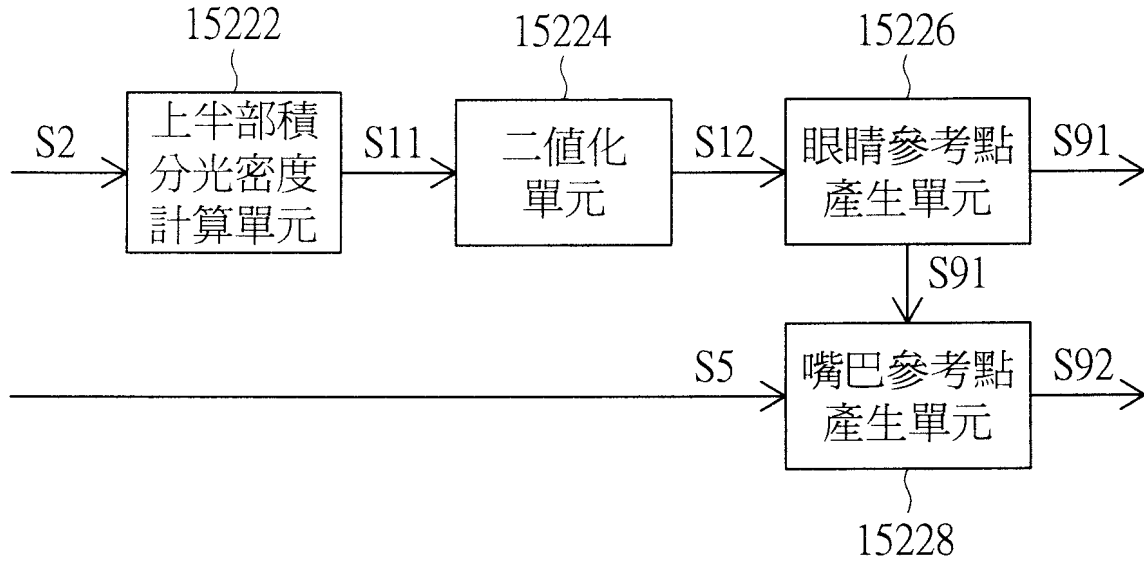 15222
15224
15226
S2
上半部積
分光密度
計算單元
S11
二值化
單元
S12
眼睛參考點
產生單元
S91
S91
S5
嘴巴參考點
產生單元
S92
15228